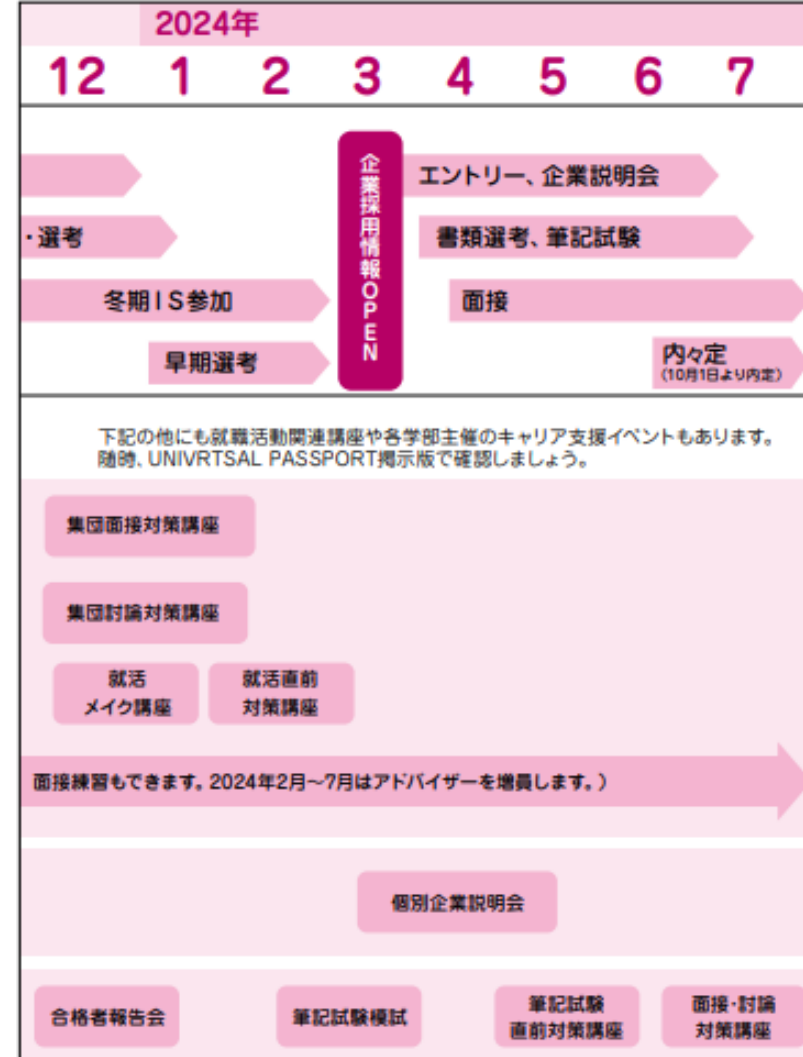 2024年
12 1 2 3 4 5 6 7
エントリー、企業説明会
・選考
書類選考、筆記試験
冬期IS参加
面接
早期選考
内々定
(10月1日より内定)
企業採用情報OPEN
下記の他にも就職活動関連講座や各学部主催のキャリア支援イベントもあります。
随時、UNIVRTSAL PASSPORT掲示版で確認しましょう。
集団面接対策講座
集団討論対策講座
就活
メイク講座
就活直前
対策講座
面接練習もできます。2024年2月~7月はアドバイザーを増員します。)
個別企業説明会
合格者報告会
筆記試験模試
筆記試験
直前対策講座
面接・討論
対策講座